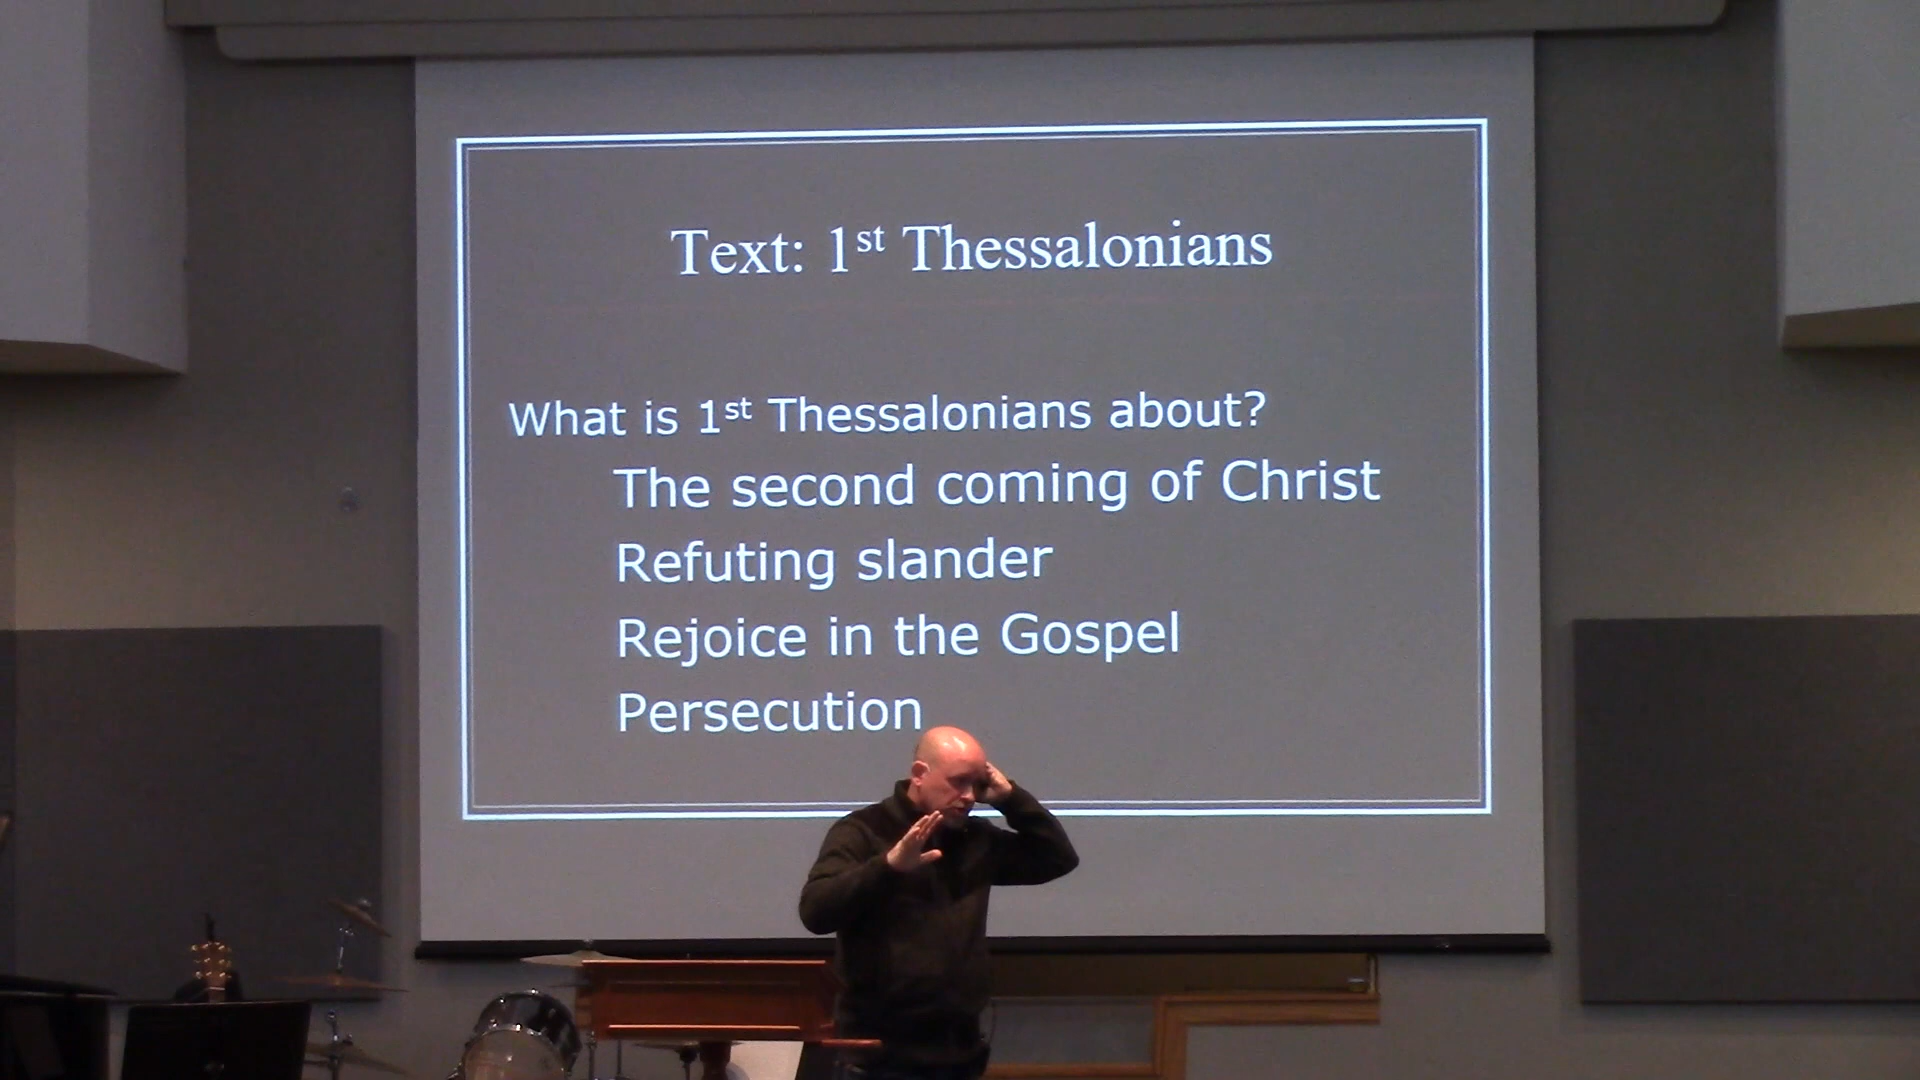 Text: 1st Thessalonians
What is 1st Thessalonians about?
The second coming of Christ
Refuting slander
Rejoice in the Gospel
Persecution